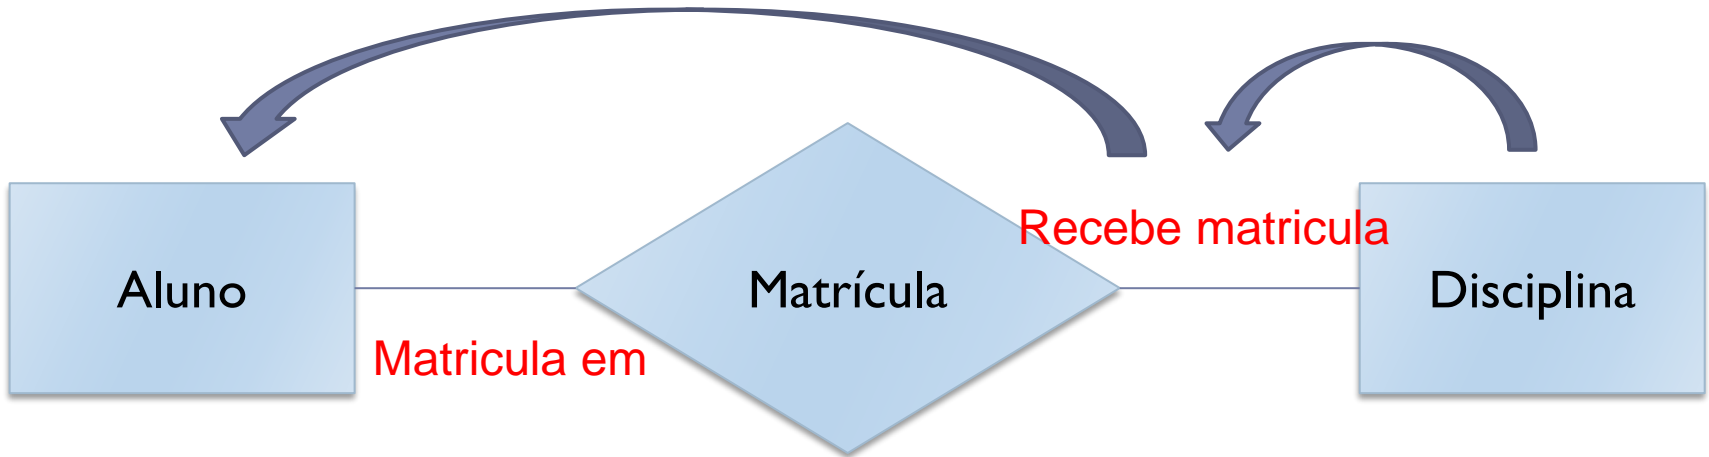 Aluno
Matricula em
Matrícula
Recebe matricula
Disciplina